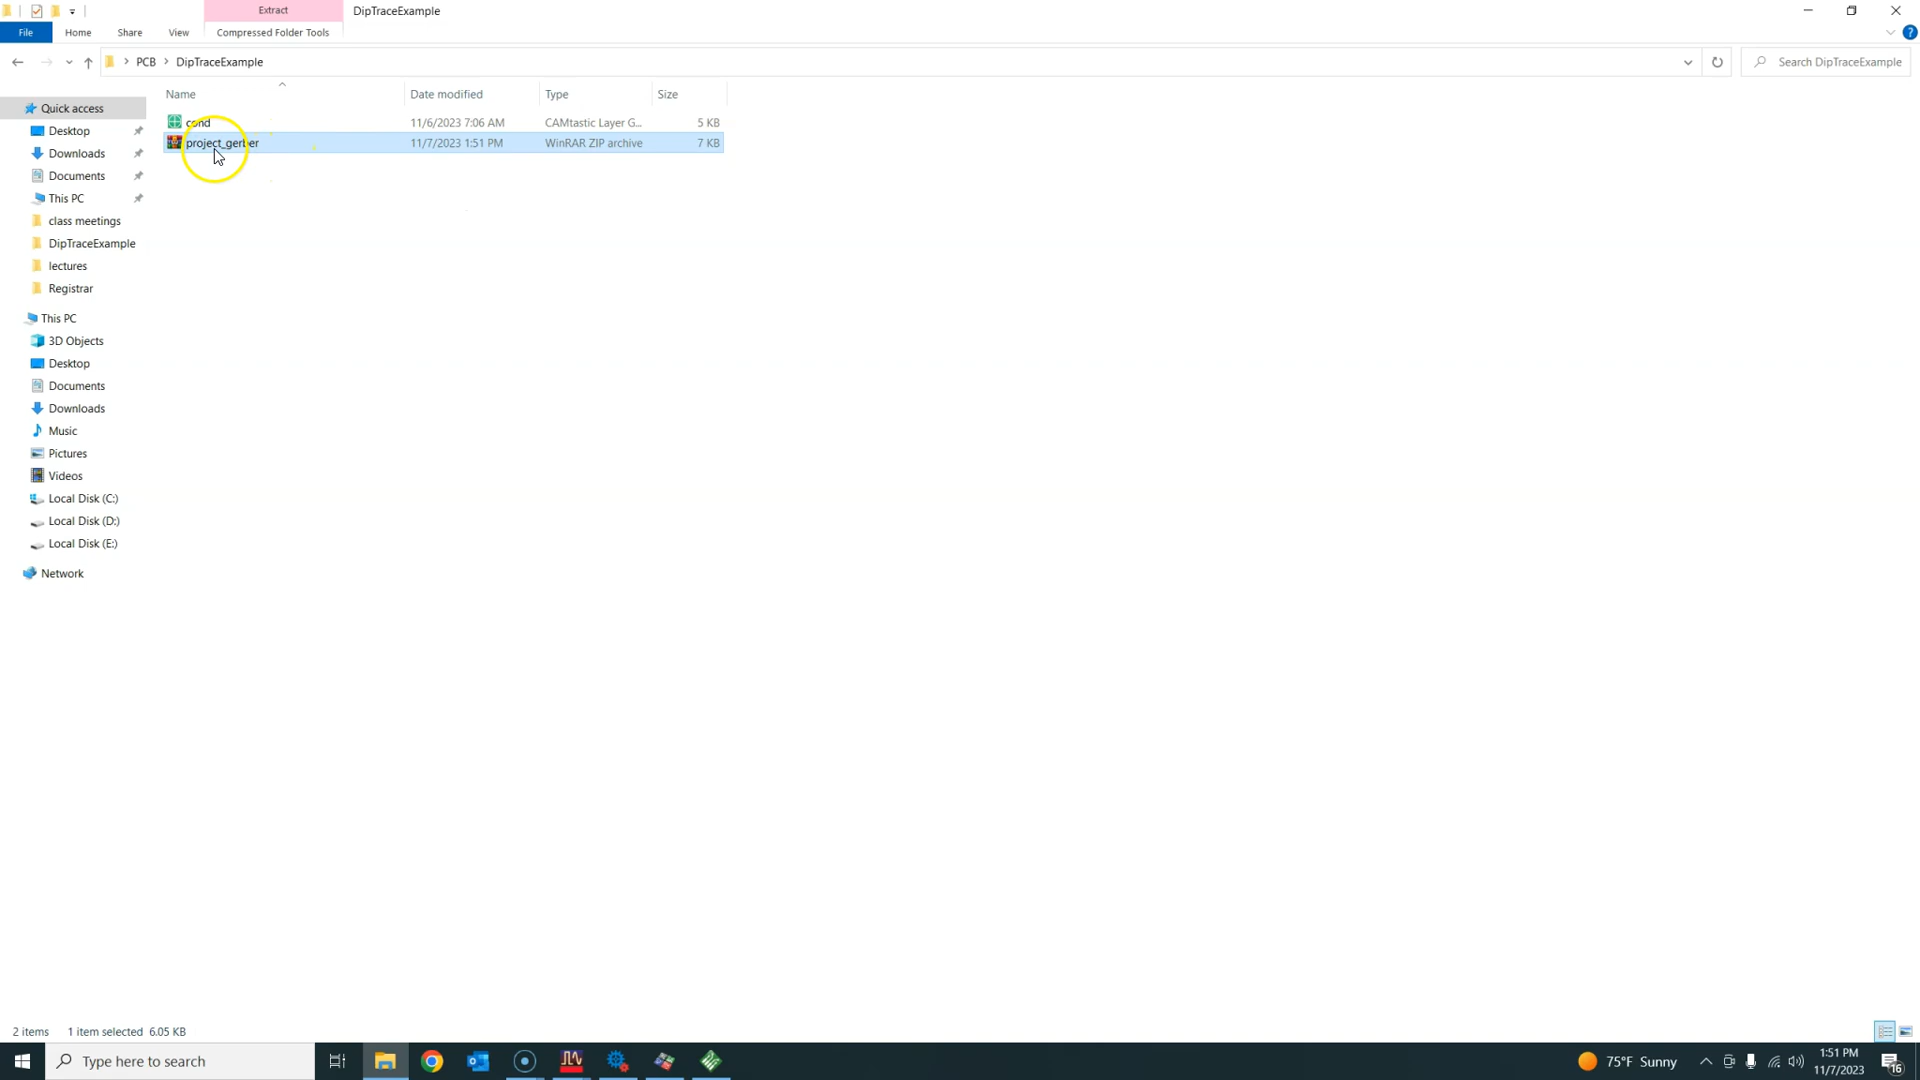 Extract
DipTraceExample
File
Home
Share
View
Compressed Folder Tools
PCB
DipTraceExample
Search DipTraceExample
Name
Date modified
Type
Size
Quick access
cond
11/6/2023 7:06 AM
CAMtastic Layer G...
5 KB
Desktop
project_gerber
11/7/2023 1:51 PM
WinRAR ZIP archive
7 KB
Downloads
Documents
This PC
class meetings
DipTraceExample
lectures
Registrar
This PC
3D Objects
Desktop
Documents
Downloads
Music
Pictures
Videos
Local Disk (C:)
Local Disk (D:)
Local Disk (E:)
Network
2 items
1 item selected 6.05 KB
Type here to search
75°F Sunny
1:51 PM
11/7/2023
16